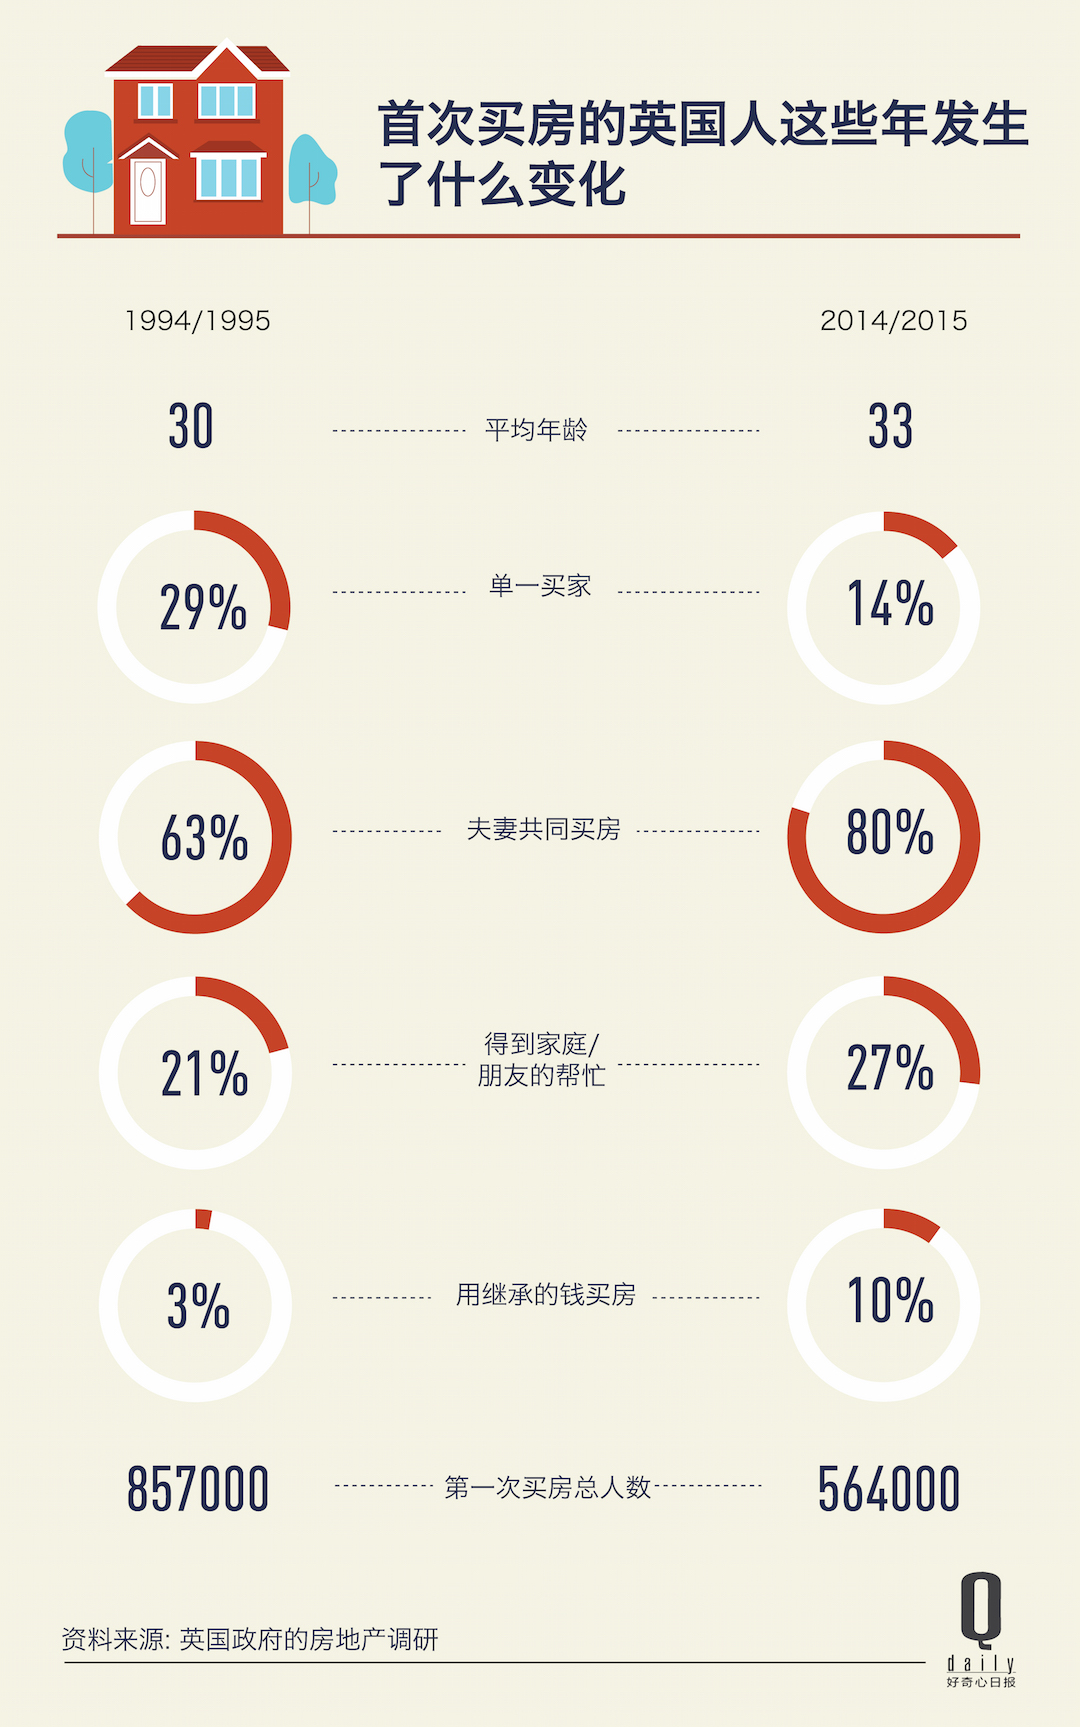 首次买房的英国人这些年发生
了什么变化
1994/1995 2014/2015
30 平均年龄 33
29% 单一买家 14%
63% 夫妻共同买房 80%
得到家庭/
21% 朋友的帮忙 27%
3% 用继承的钱买房 10%
857000 第一次买房总人数 564000
资料来源: 英国政府的房地产调研
Q
daily
好奇心日报